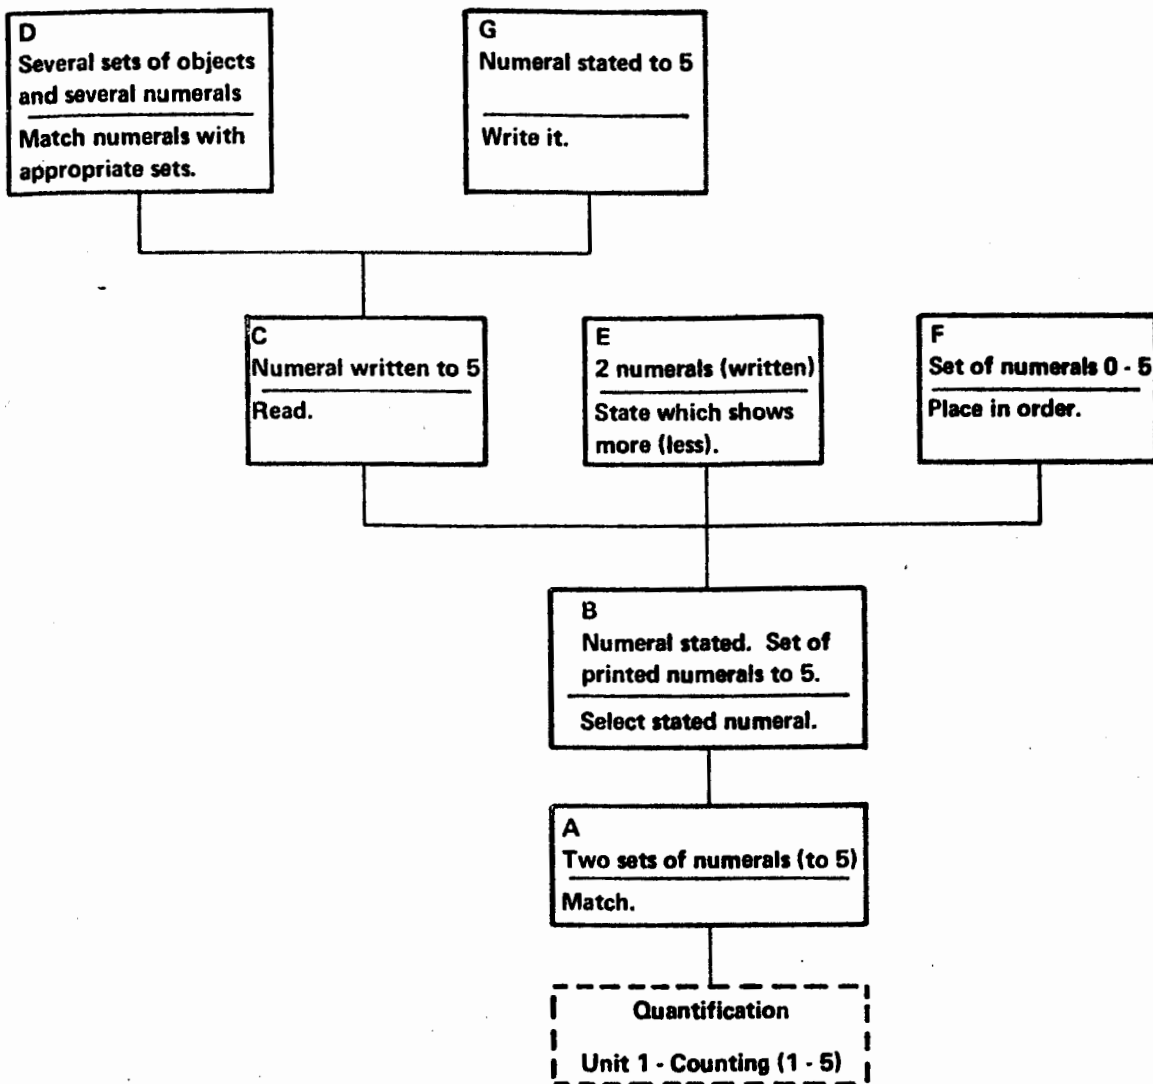 D
Several sets of objects
and several numerals
Match numerals with
appropriate sets.
G
Numeral stated to 5
Write it.
C
Numeral written to 5
Read.
E
2 numerals (written)
State which shows
more (less).
F
Set of numerals 0 - 5
Place in order.
B
Numeral stated. Set of
printed numerals to 5.
Select stated numeral.
A
Two sets of numerals (to 5)
Match.
Quantification
Unit 1 - Counting (1 - 5)